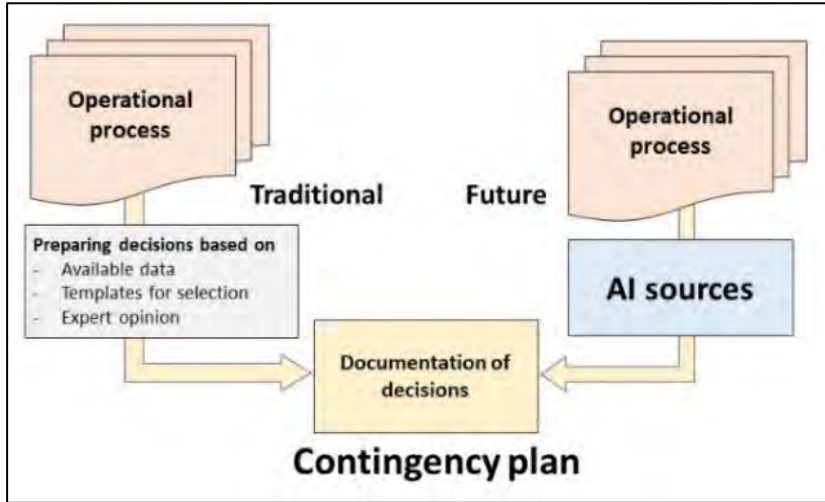 Operational
process
Operational
process
Traditional
Future
Preparing decisions based on
- Available data
- Templates for selection
- Expert opinion
AI sources
Documentation of
decisions
Contingency plan